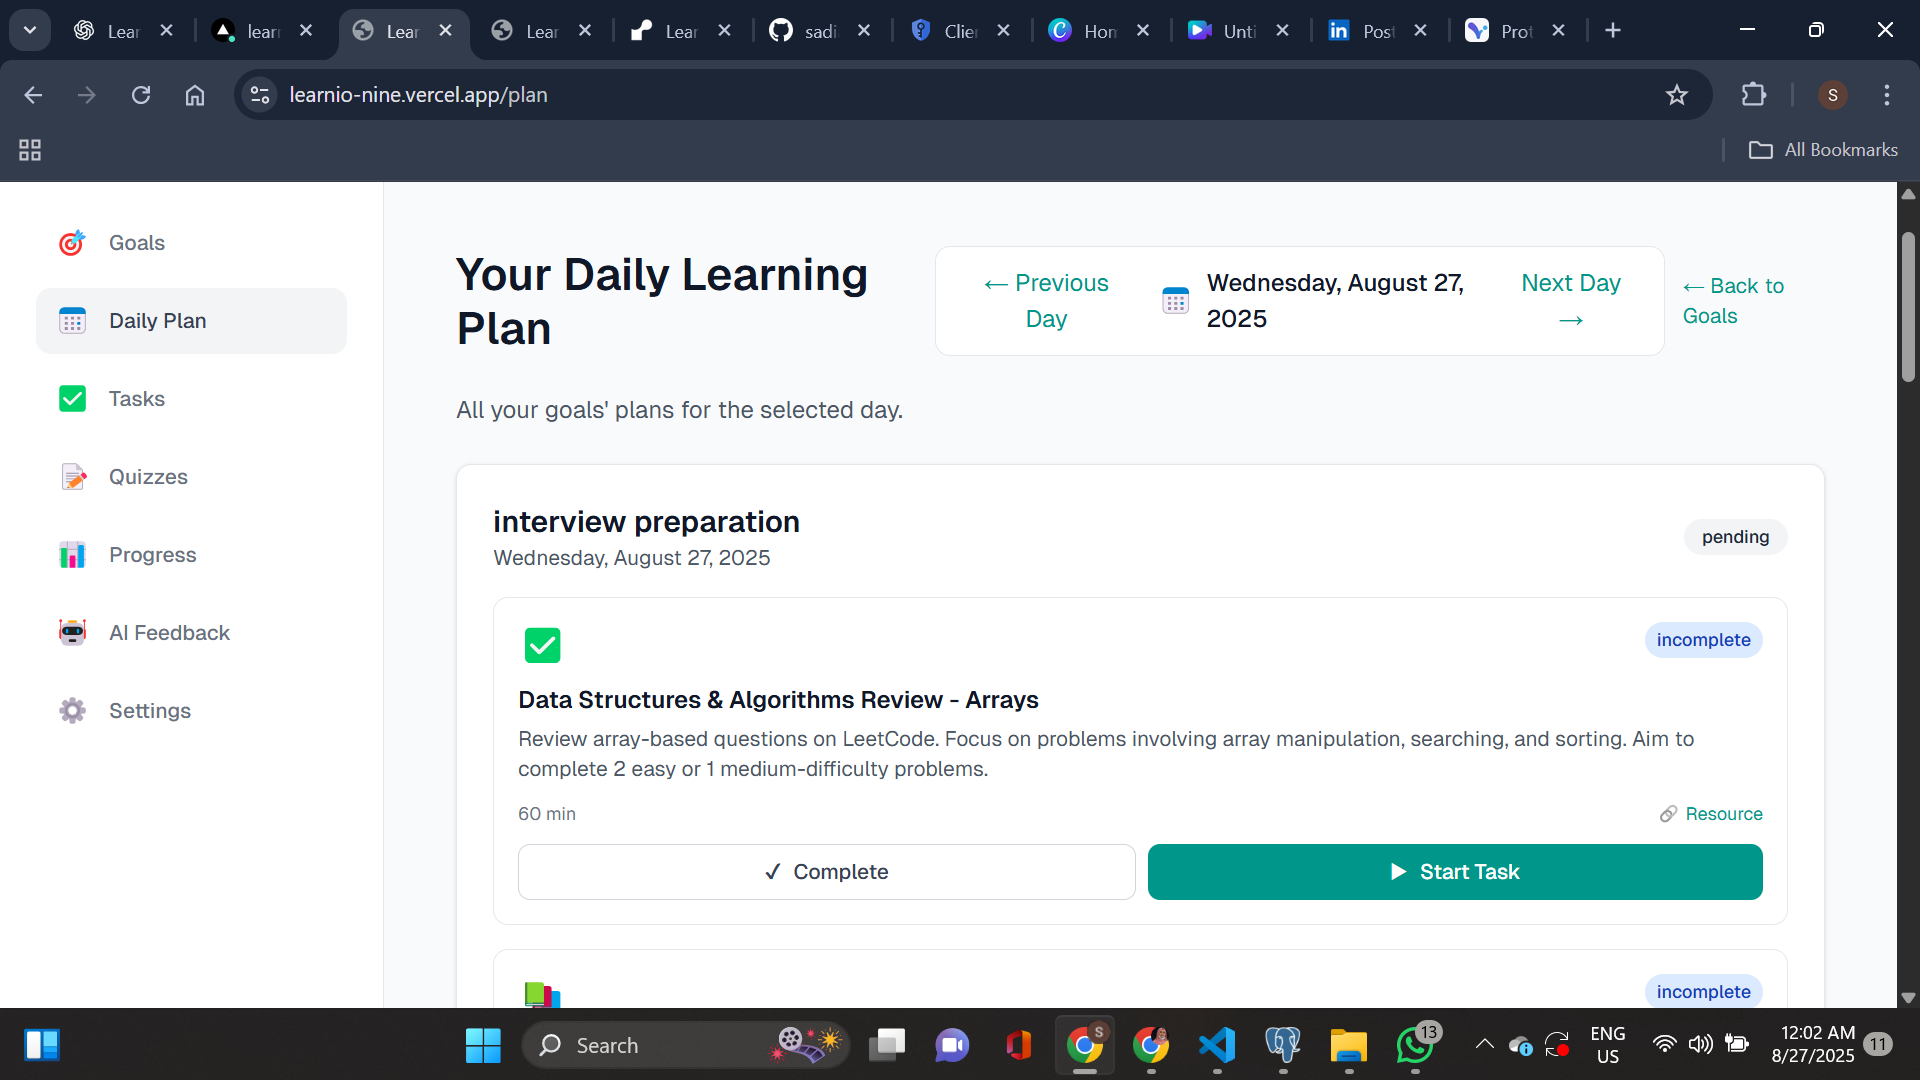 Lear
learn
Lear
Lear
Lear
sadi
Clie
Hom
Unti
Post
Prot
learnio-nine.vercel.app/plan
S
All Bookmarks
Goals
Daily Plan
Tasks
Quizzes
Progress
AI Feedback
Settings
Your Daily Learning
Plan
← Previous
Day
Wednesday, August 27,
2025
Next Day
→
← Back to
Goals
All your goals' plans for the selected day.
interview preparation
Wednesday, August 27, 2025
pending
incomplete
Data Structures & Algorithms Review - Arrays
Review array-based questions on LeetCode. Focus on problems involving array manipulation, searching, and sorting. Aim to
complete 2 easy or 1 medium-difficulty problems.
60 min
Resource
✓ Complete
▶ Start Task
incomplete
Search
S
13
ENG
US
12:02 AM
8/27/2025
11